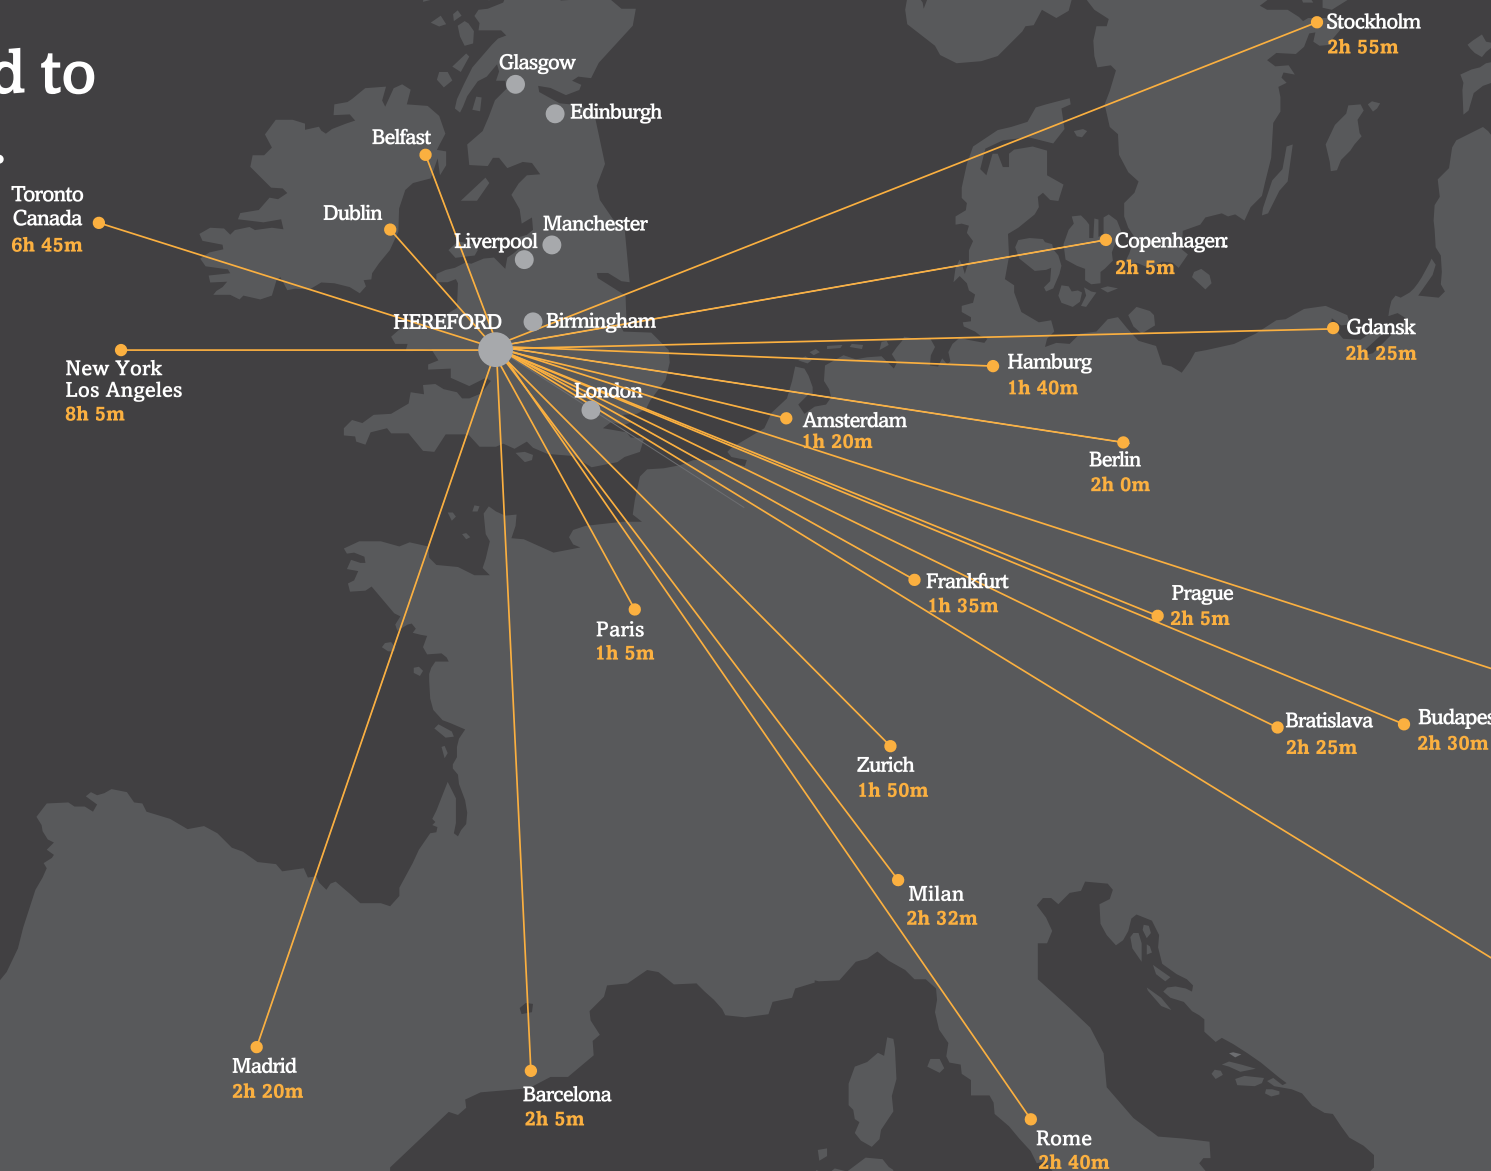 d to
.
Stockholm
2h 55m
Glasgow
Edinburgh
Belfast
Toronto
Canada
6h 45m
Dublin
Manchester
Liverpool
Copenhagen
2h 5m
HEREFORD
Birmingham
Gdansk
2h 25m
New York
Los Angeles
8h 5m
Hamburg
1h 40m
London
Amsterdam
1h 20m
Berlin
2h 0m
Frankfurt
1h 35m
Prague
2h 5m
Paris
1h 5m
Bratislava
2h 25m
Budapes
2h 30m
Zurich
1h 50m
Milan
2h 32m
Madrid
2h 20m
Barcelona
2h 5m
Rome
2h 40m